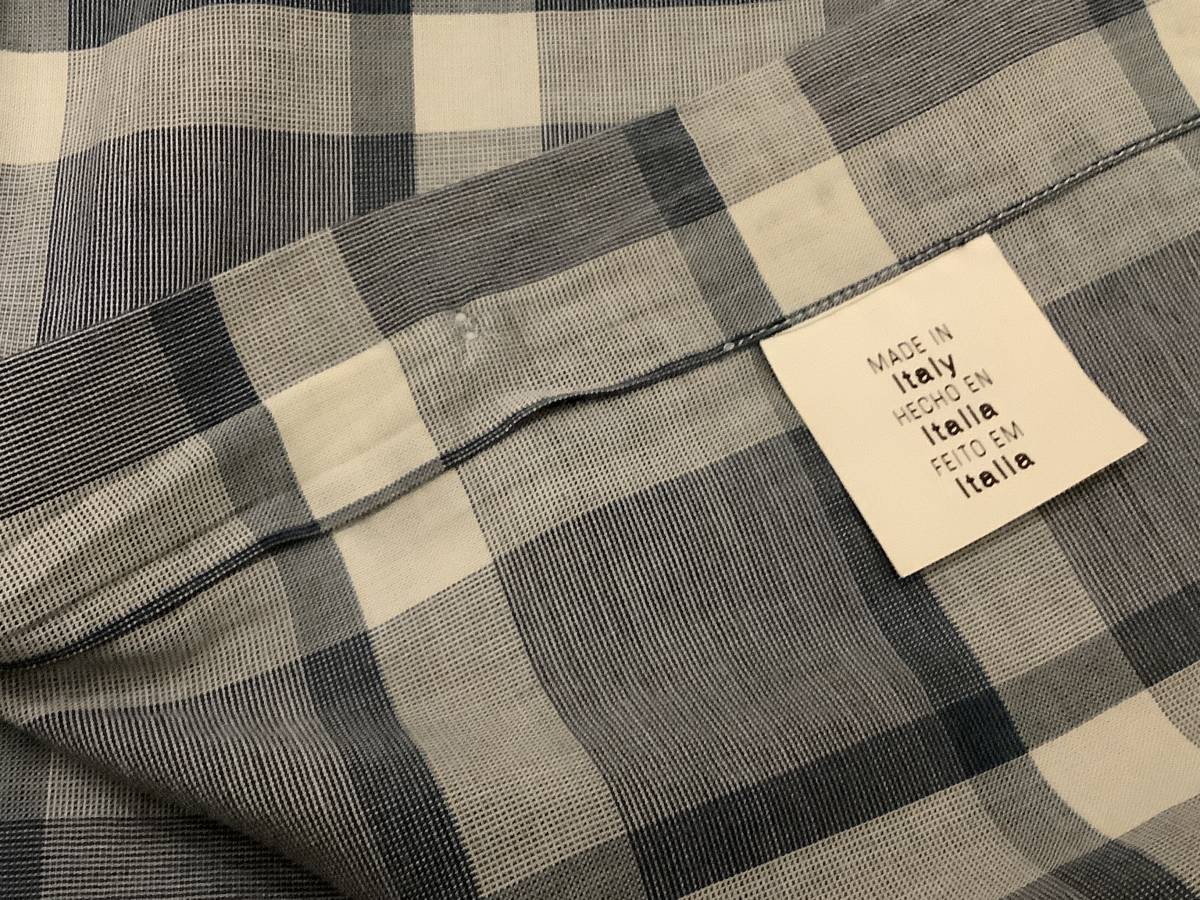 MADE IN
Italy
HECHO EN
Italia
FEITO EM
Italia